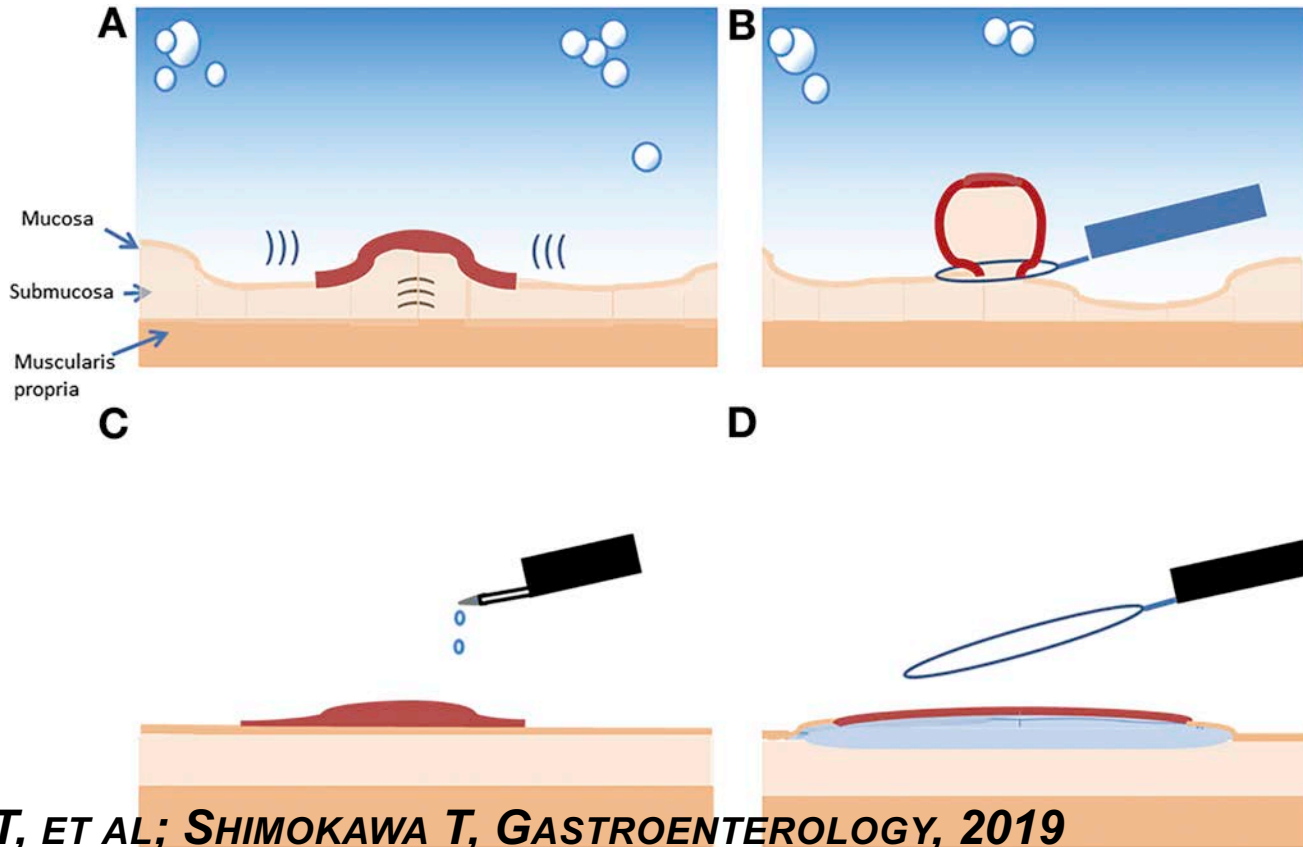 A
B
Mucosa
Submucosa
Muscularis
propria
C
D
T, ET AL; SHIMOKAWA T, GASTROENTEROLOGY, 2019